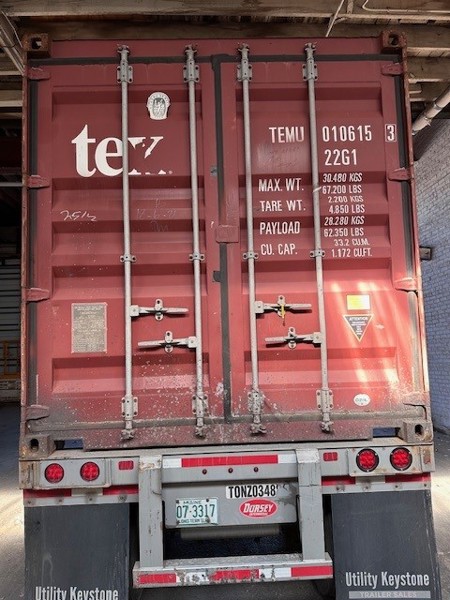 tex
TEMU 010615 3
22G1
MAX. WT. 30.480 KGS
67.200 LBS
TARE WT. 2.200 KGS
4.850 LBS
PAYLOAD 28.280 KGS
62.350 LBS
CU. CAP. 33.2 CU.M.
1.172 CU.FT.
TONZ0348
07-3317
DORSEY
Utility Keystone
Utility Keystone
TRAILER SALES